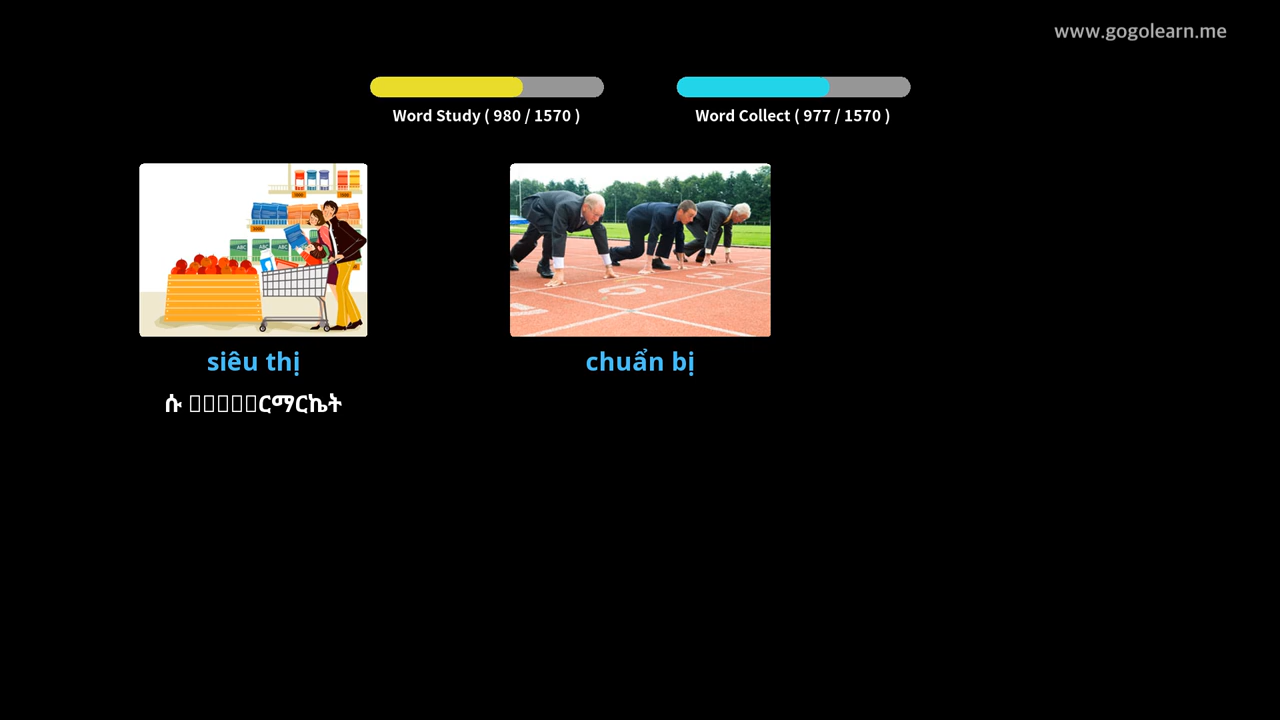 www.gogolearn.me
Word Study ( 980 / 1570 )
Word Collect ( 977 / 1570 )
siêu thị
chuẩn bị
ሱ ርማርኬት